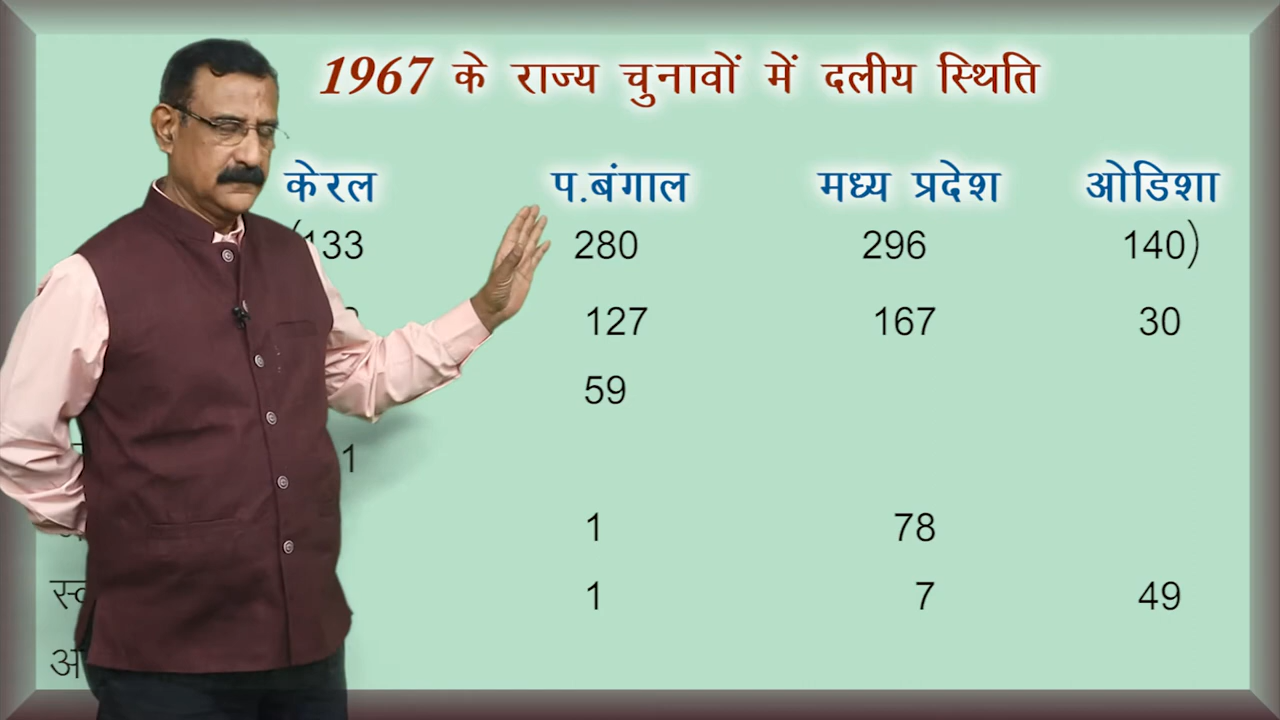 1967 के राज्य चुनावों में दलीय स्थिति
केरल प.बंगाल मध्य प्रदेश ओडिशा
(133 280 296 140)
127 167 30
59
1
1 78
1 7 49